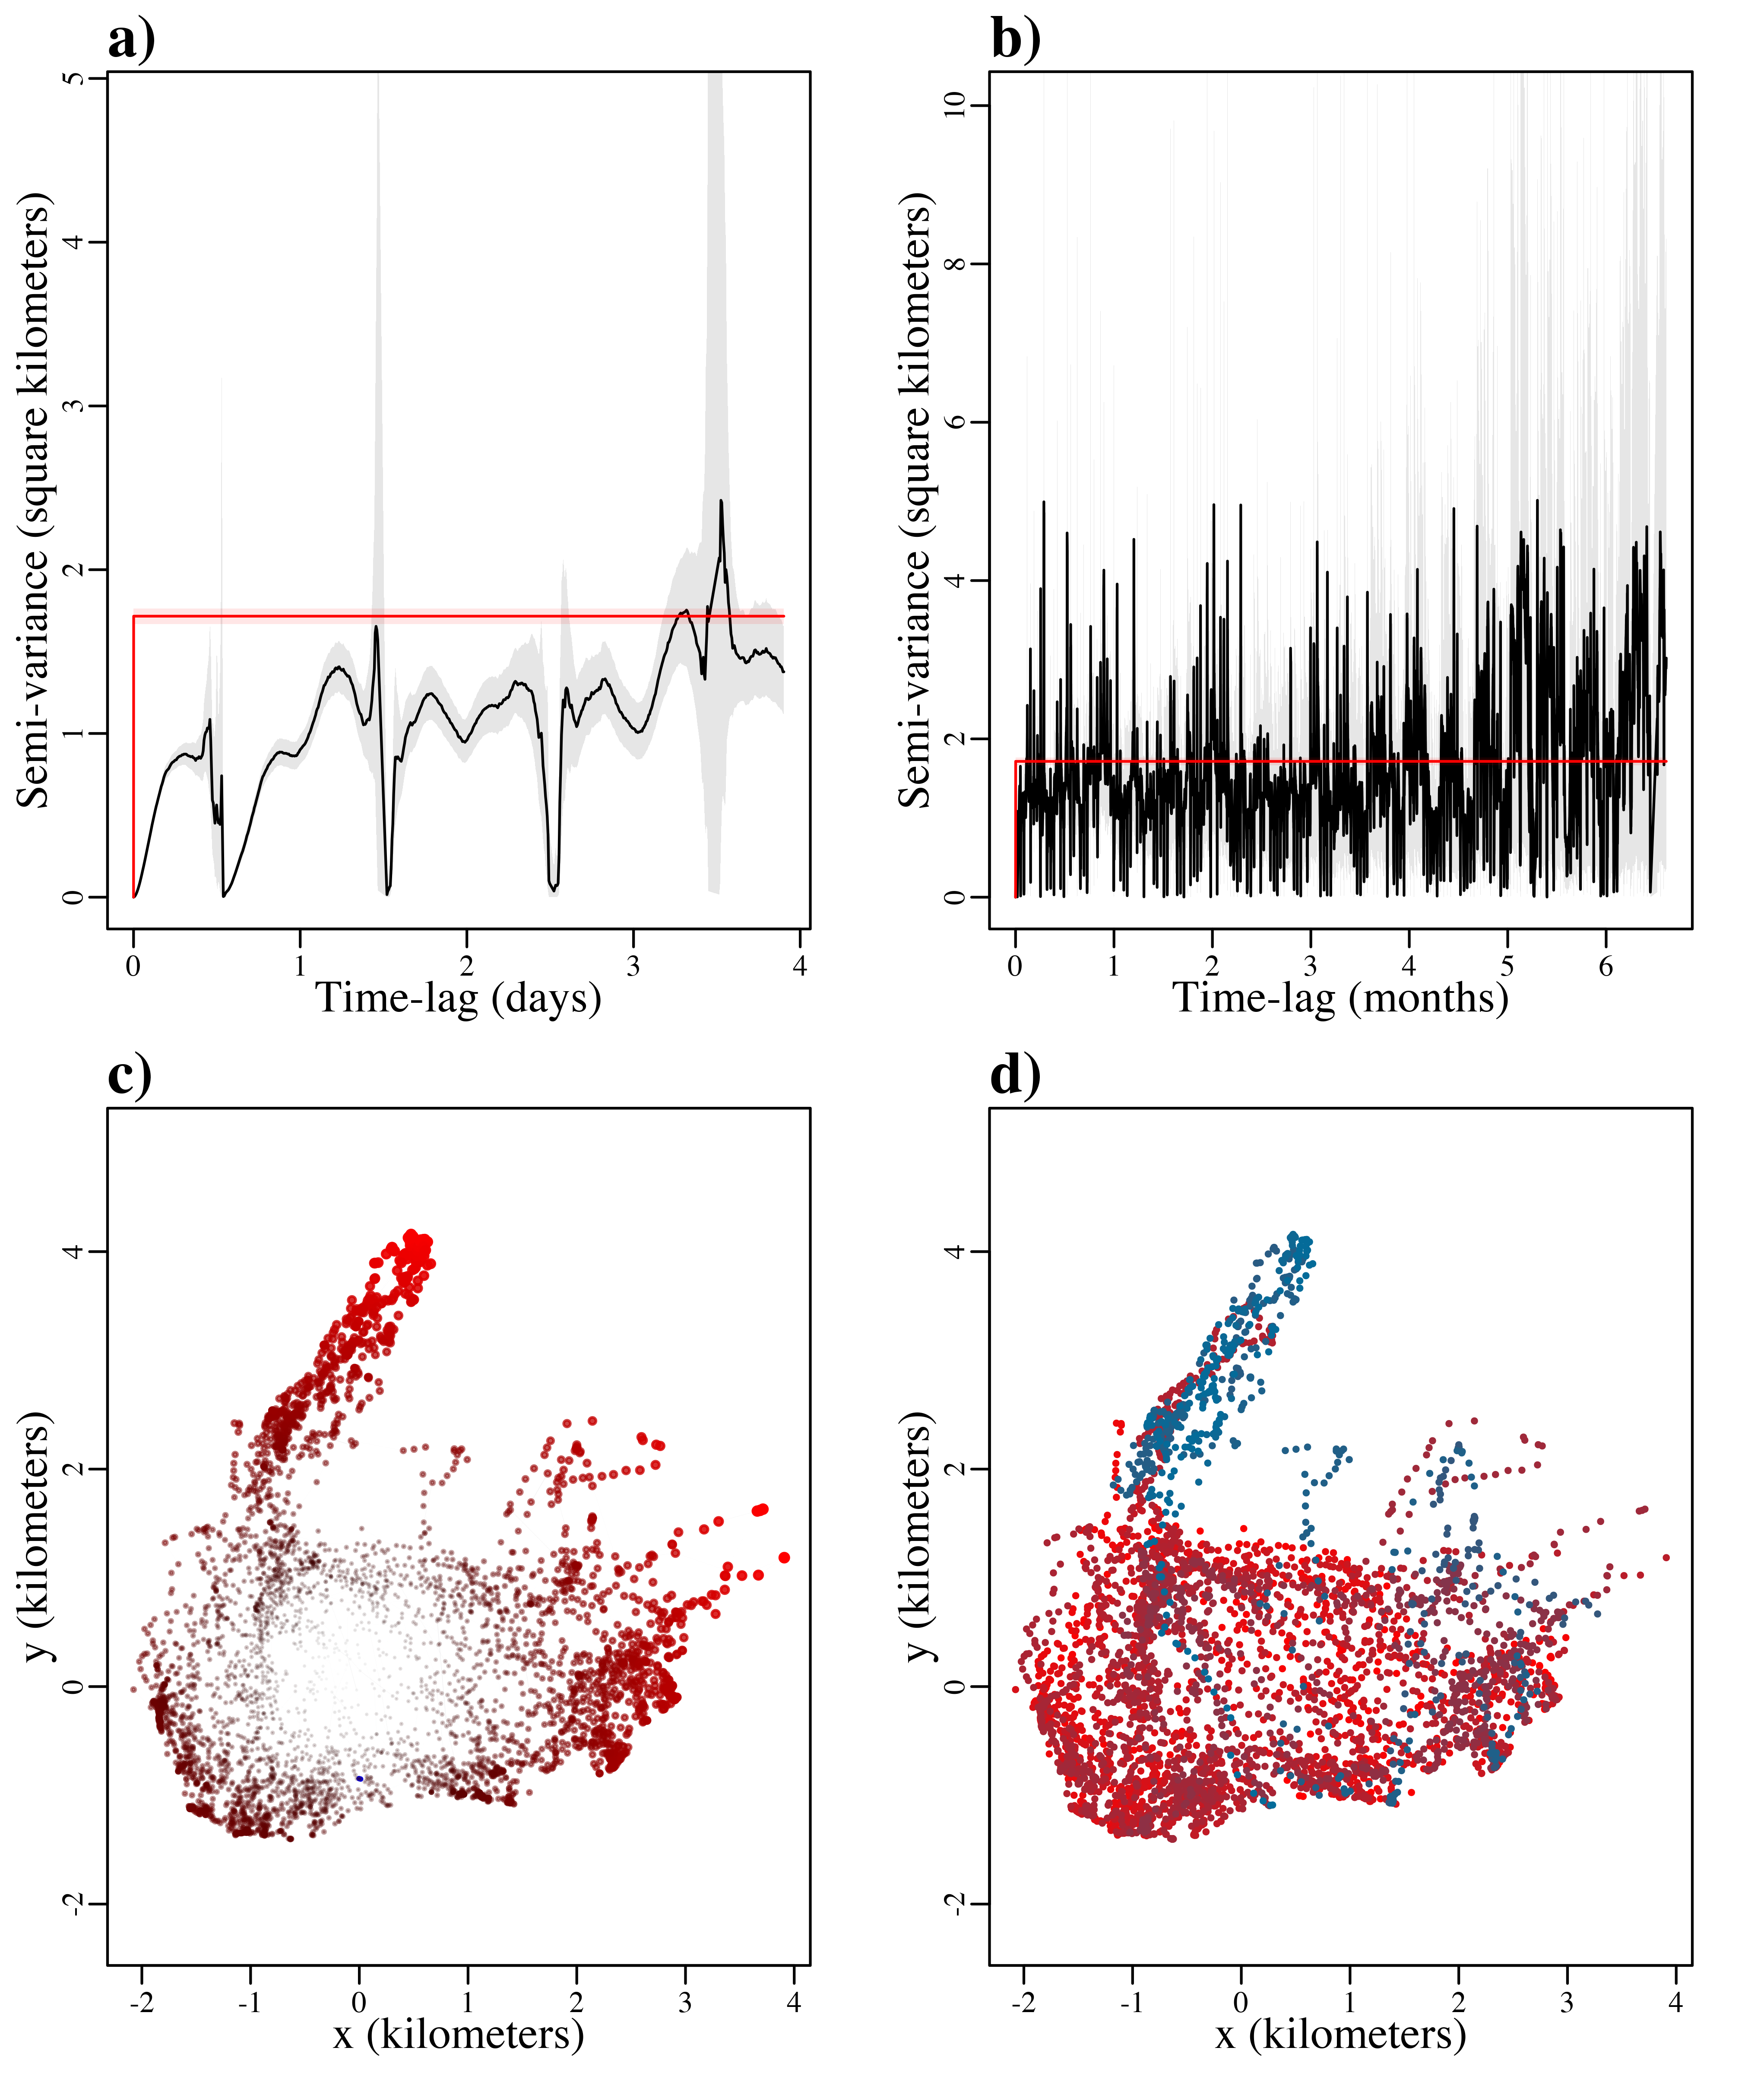 a)
Semi-variance (square kilometers)
0 1 2 3 4 5
0 1 2 3 4
Time-lag (days)
b)
Semi-variance (square kilometers)
0 2 4 6 8 10
0 1 2 3 4 5 6
Time-lag (months)
c)
y (kilometers)
-2 0 2 4
-2 -1 0 1 2 3 4
x (kilometers)
d)
y (kilometers)
-2 0 2 4
-2 -1 0 1 2 3 4
x (kilometers)